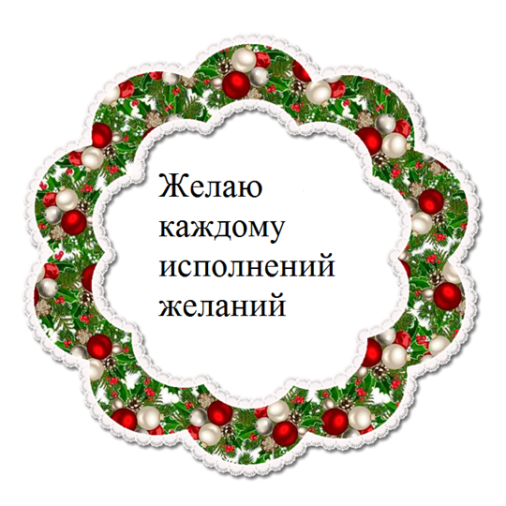 Желаю
каждому
исполнений
желаний